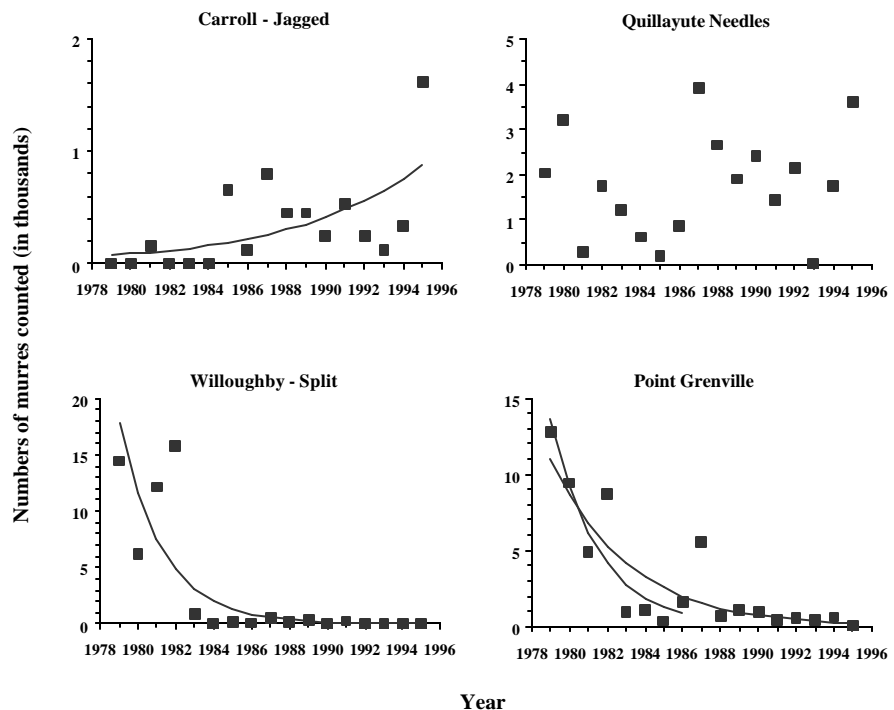 Carroll - Jagged
Quillayute Needles
2
1
0
1978 1980 1982 1984 1986 1988 1990 1992 1994 1996
5
4
3
2
1
0
1978 1980 1982 1984 1986 1988 1990 1992 1994 1996
Numbers of murres counted (in thousands)
Willoughby - Split
Point Grenville
20
15
10
5
0
1978 1980 1982 1984 1986 1988 1990 1992 1994 1996
15
10
5
0
1978 1980 1982 1984 1986 1988 1990 1992 1994 1996
Year